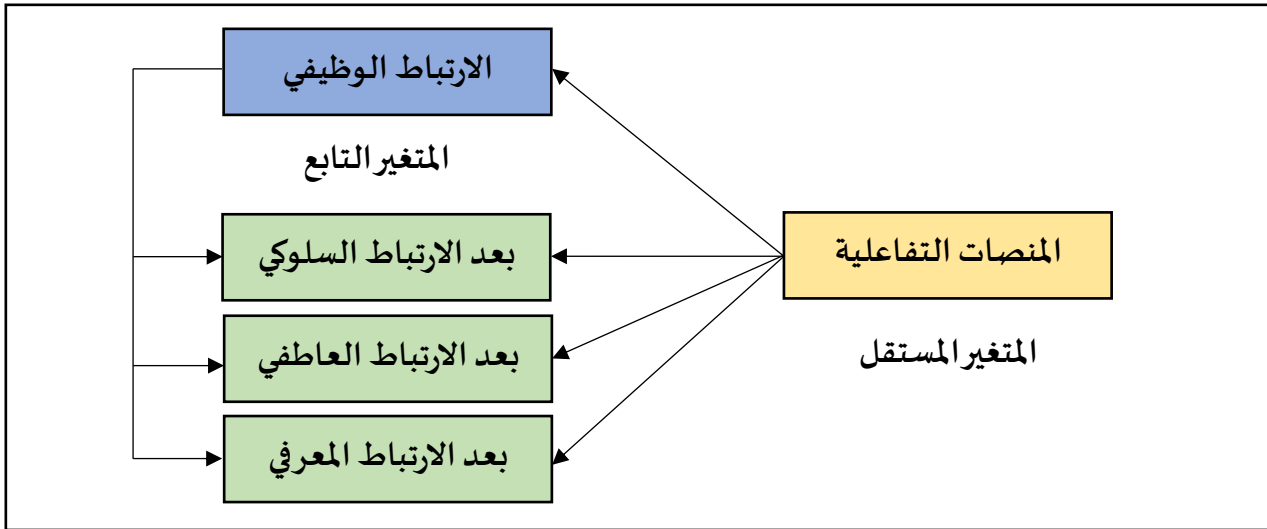 الارتباط الوظيفي
المتغير التابع
المنصات التفاعلية
المتغير المستقل
بعد الارتباط السلوكي
بعد الارتباط العاطفي
بعد الارتباط المعرفي